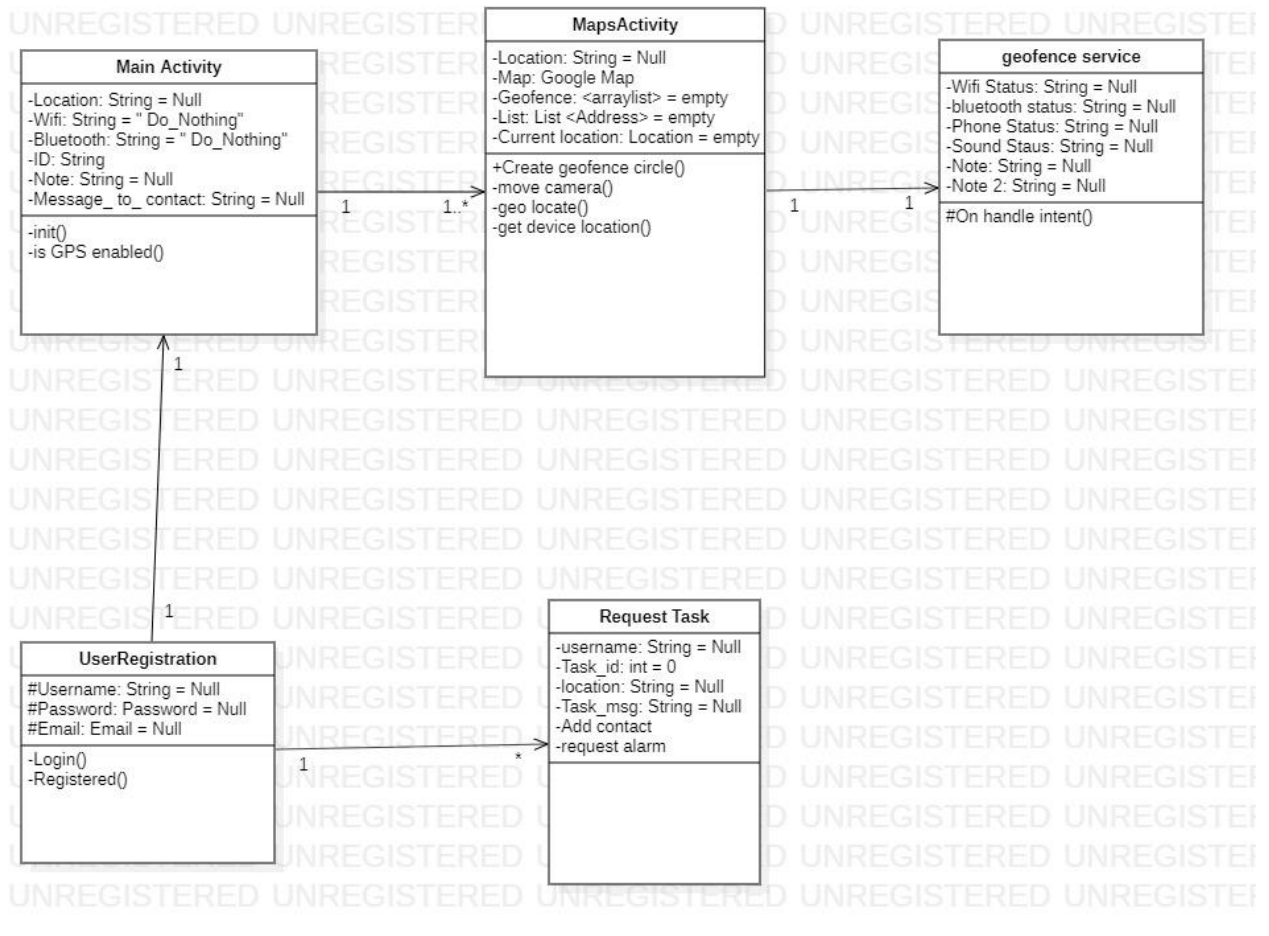 Main Activity
-Location: String = Null
-Wifi: String = " Do_Nothing"
-Bluetooth: String = " Do_Nothing"
-ID: String
-Note: String = Null
-Message_ to_ contact: String = Null
-init()
-is GPS enabled()
1
1..*
MapsActivity
-Location: String = Null
-Map: Google Map
-Geofence: <arraylist> = empty
-List: List <Address> = empty
-Current location: Location = empty
+Create geofence circle()
-move camera()
-geo locate()
-get device location()
1
1
geofence service
-Wifi Status: String = Null
-bluetooth status: String = Null
-Phone Status: String = Null
-Sound Staus: String = Null
-Note: String = Null
-Note 2: String = Null
#On handle intent()
1
1
UserRegistration
#Username: String = Null
#Password: Password = Null
#Email: Email = Null
-Login()
-Registered()
1
*
Request Task
-username: String = Null
-Task_id: int = 0
-location: String = Null
-Task_msg: String = Null
-Add contact
-request alarm
UNREGISTERED UNREGISTERED UNREGISTERED UNREGISTERED